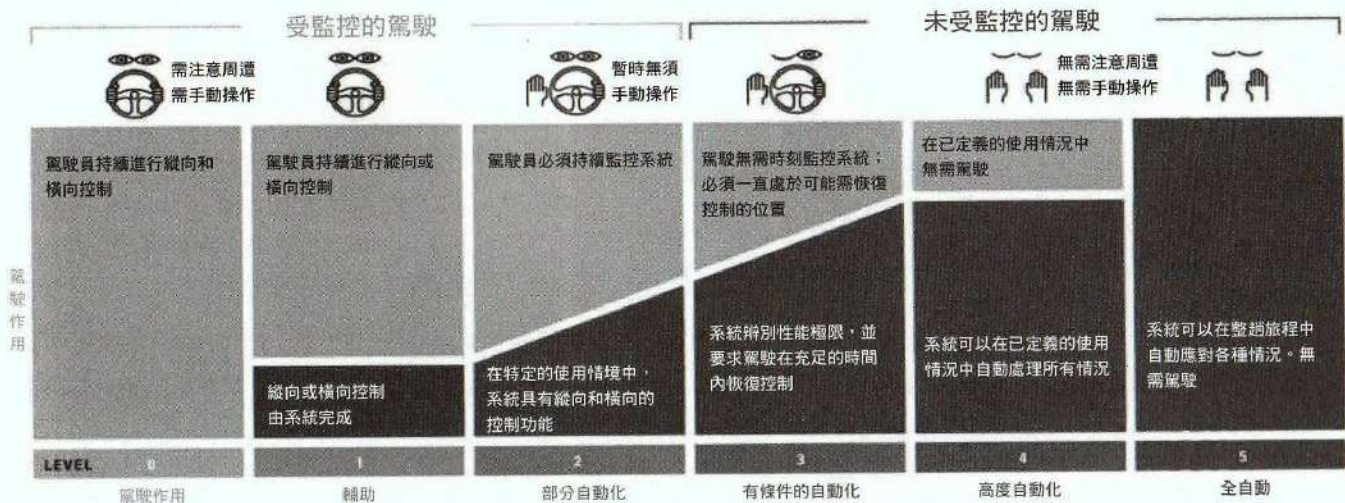 受監控的駕駛
未受監控的駕駛
需注意周遭
需手動操作
暫時無須
手動操作
無需注意周遭
無需手動操作
駕駛員持續進行縱向和
橫向控制
駕駛員持續進行縱向或
橫向控制
駕駛員必須持續監控系統
駕駛無需時刻監控系統；
必須一直處於可能需恢復
控制的位置
在已定義的使用情況中
無需駕駛
駕駛作用
縱向或橫向控制
由系統完成
在特定的使用情境中，
系統具有縱向和橫向的
控制功能
系統辨別性能極限，並
要求駕駛在充足的時間
內恢復控制
系統可以在已定義的使用
情況中自動處理所有情況
系統可以在整趟旅程中
自動應對各種情況。無
需駕駛
LEVEL 0 1 2 3 4 5
駕駛作用 輔助 部分自動化 有條件的自動化 高度自動化 全自動